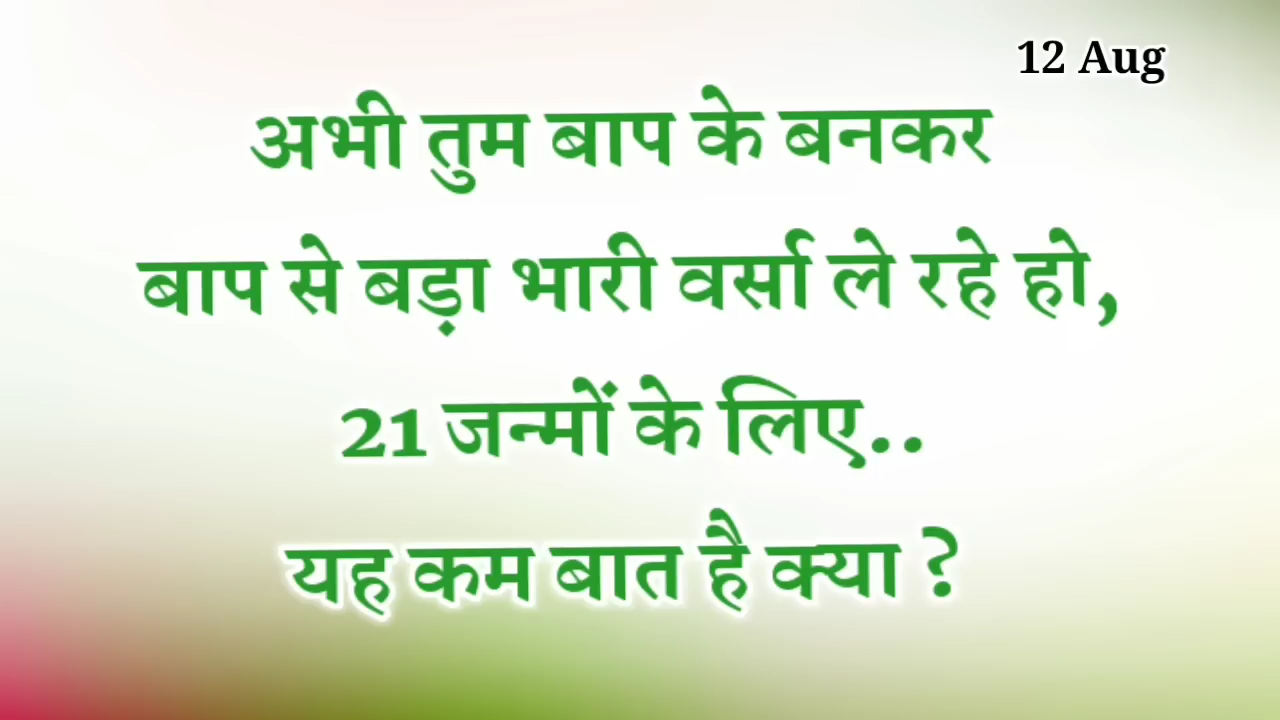 12 Aug
अभी तुम बाप के बनकर
बाप से बड़ा भारी वर्सा ले रहे हो,
21 जन्मों के लिए..
यह कम बात है क्या ?